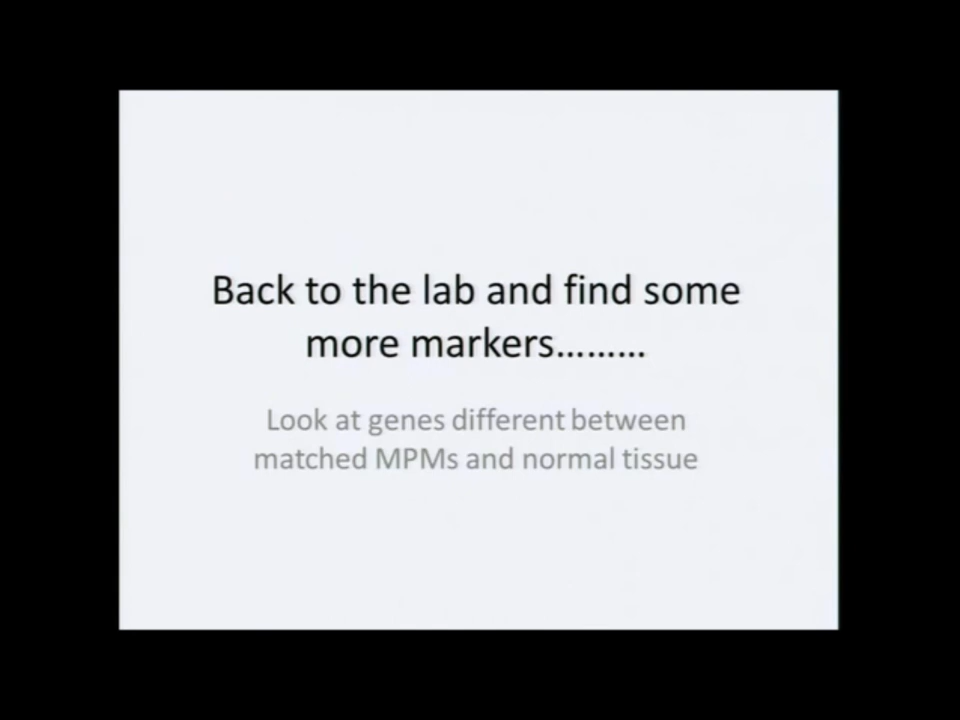 Back to the lab and find some
more markers.........
Look at genes different between
matched MPMs and normal tissue